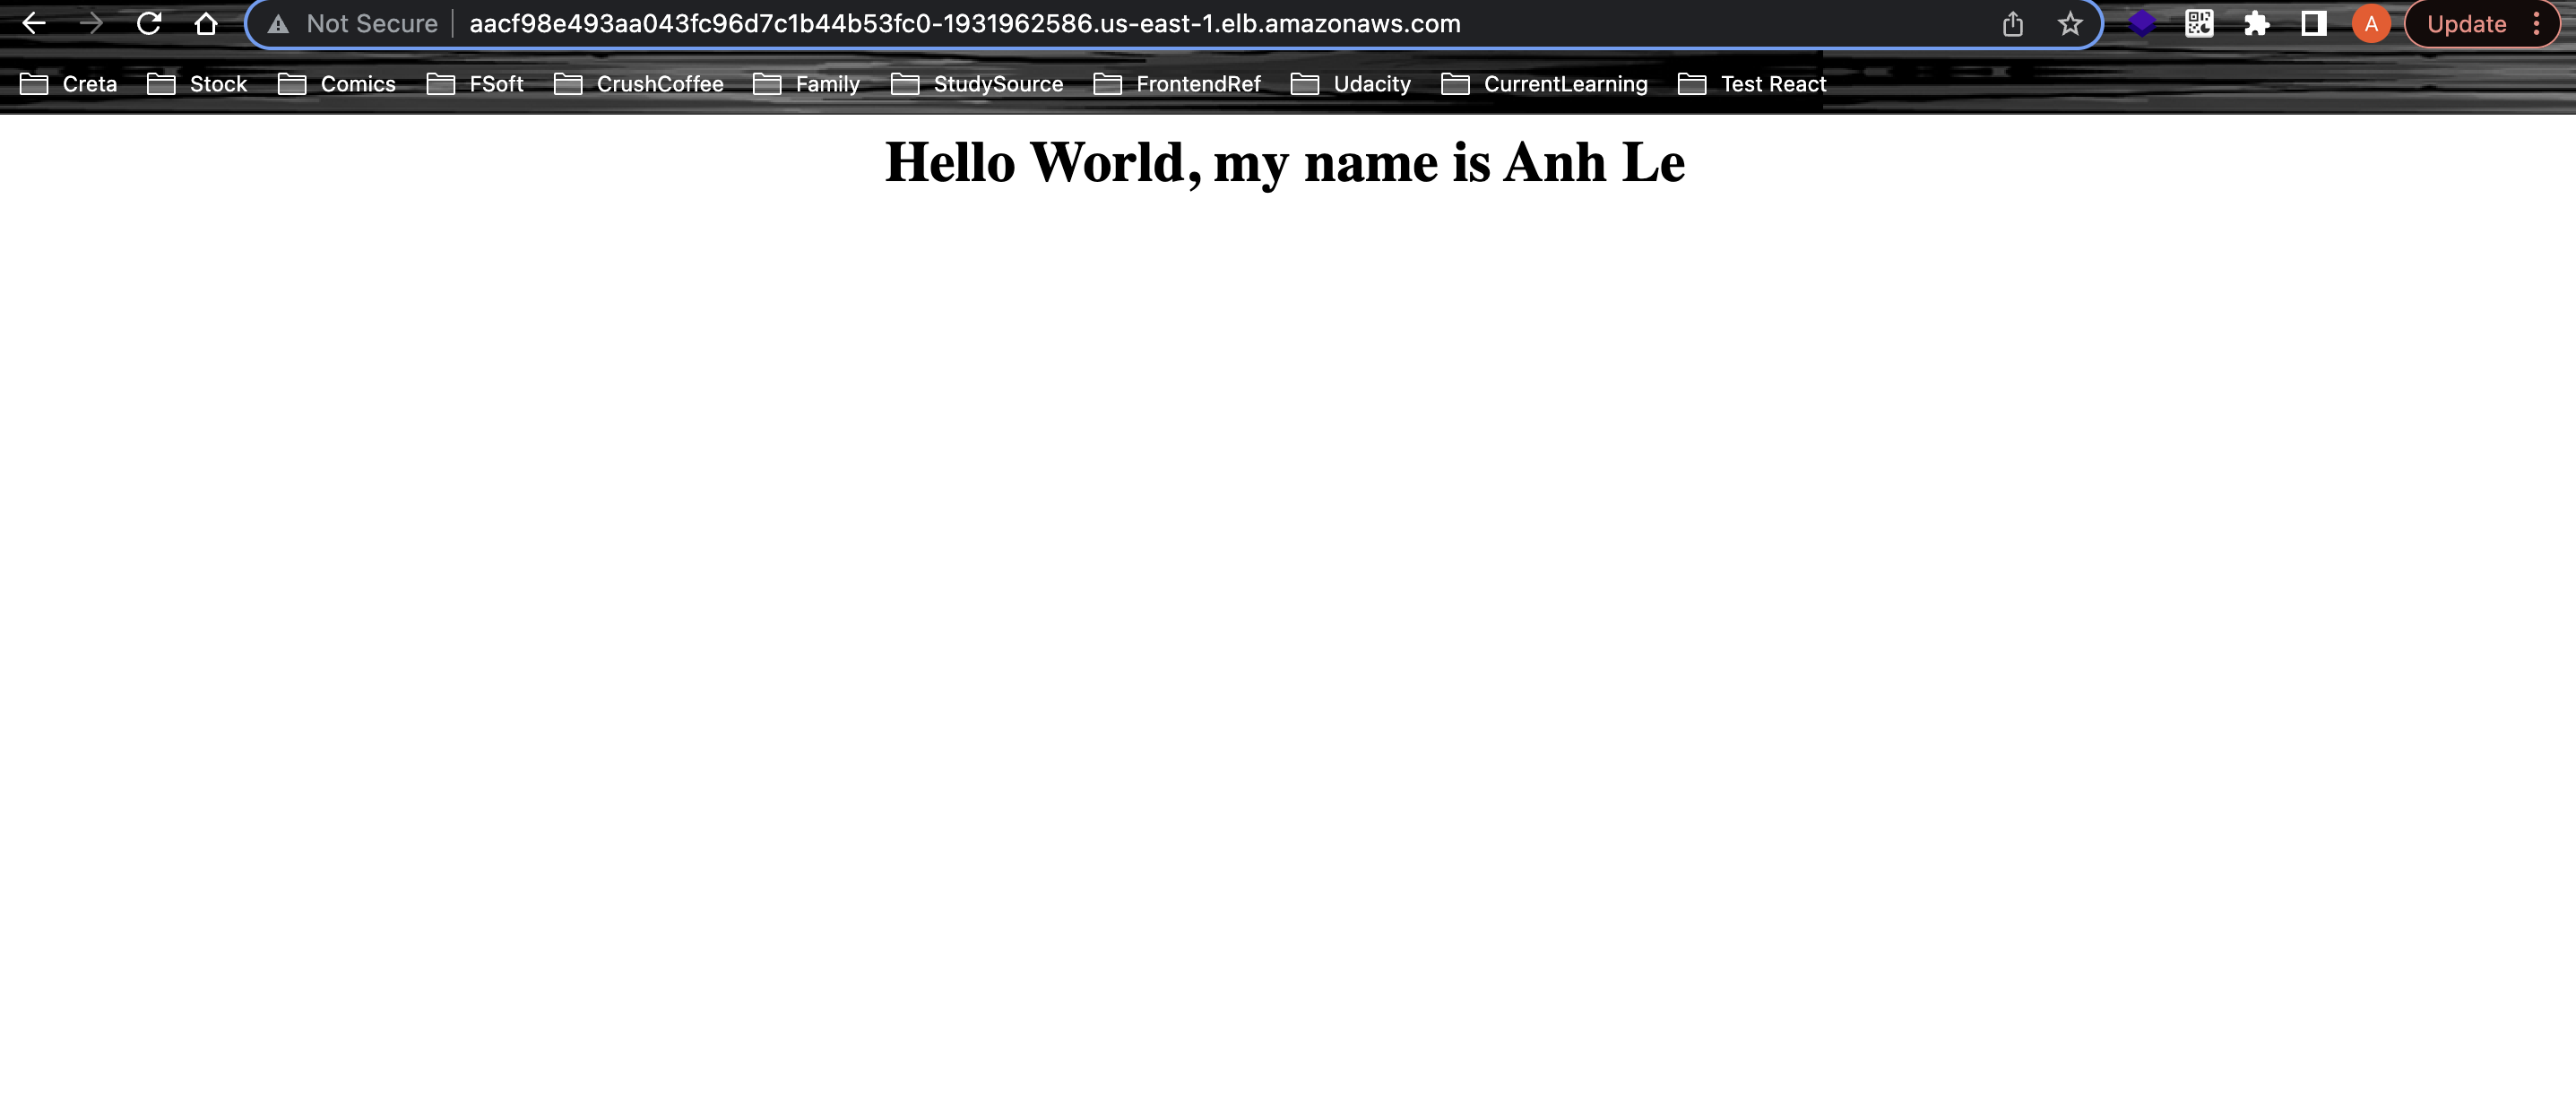 Not Secure aacf98e493aa043fc96d7c1b44b53fc0-1931962586.us-east-1.elb.amazonaws.com A Update
Creta Stock Comics FSoft CrushCoffee Family StudySource FrontendRef Udacity CurrentLearning Test React
Hello World, my name is Anh Le